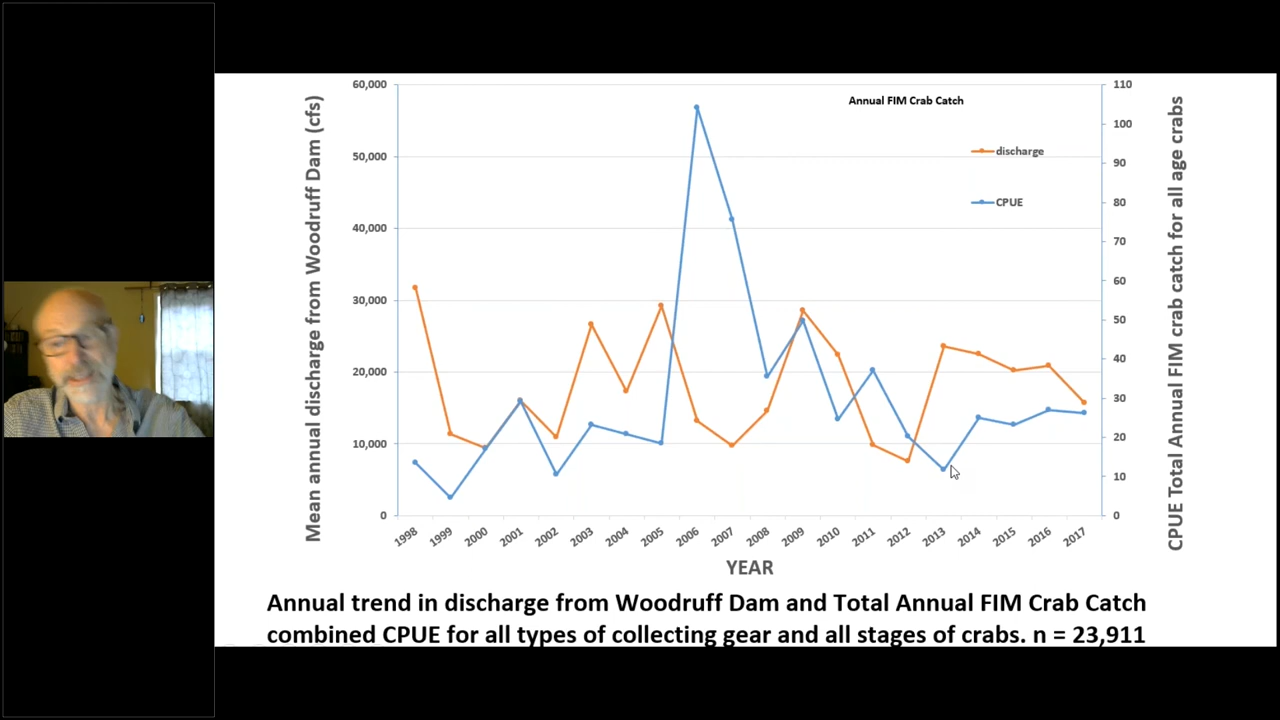 Annual FIM Crab Catch
discharge
CPUE
Mean annual discharge from Woodruff Dam (cfs)
60,000
50,000
40,000
30,000
20,000
10,000
0
CPUE Total Annual FIM crab catch for all age crabs
110
100
90
80
70
60
50
40
30
20
10
0
1998 1999 2000 2001 2002 2003 2004 2005 2006 2007 2008 2009 2010 2011 2012 2013 2014 2015 2016 2017
YEAR
Annual trend in discharge from Woodruff Dam and Total Annual FIM Crab Catch
combined CPUE for all types of collecting gear and all stages of crabs. n = 23,911